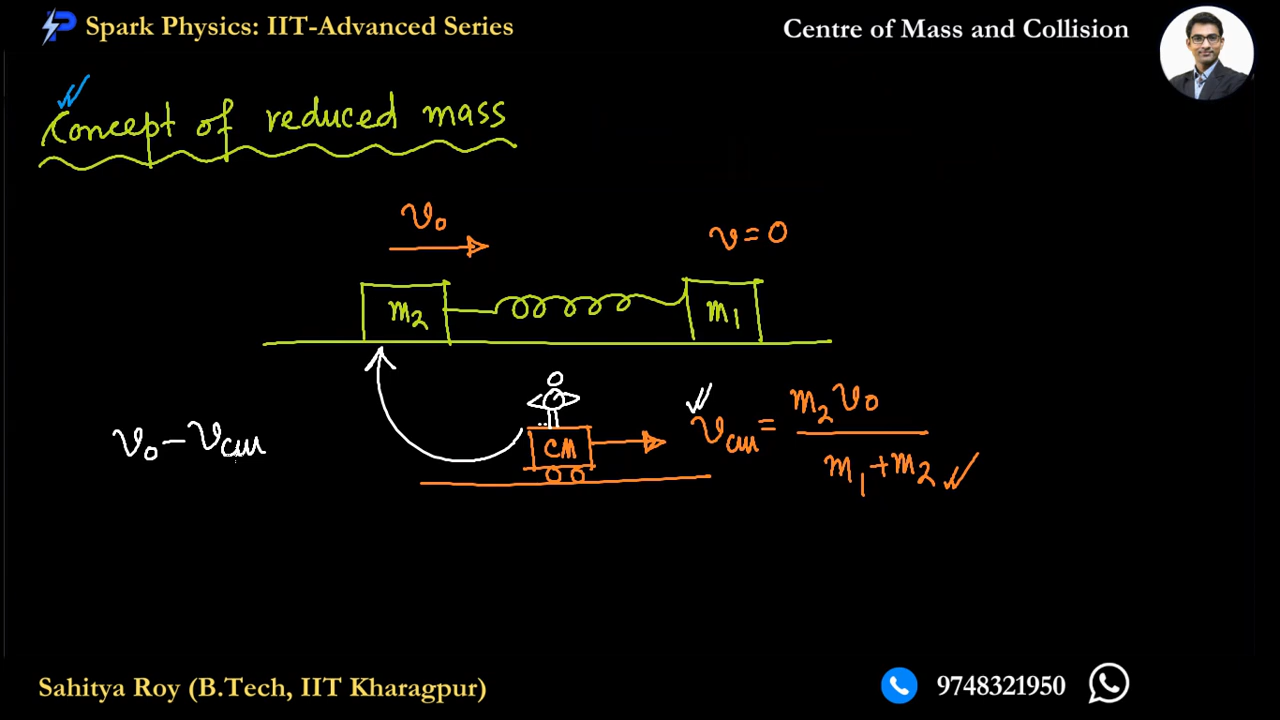 Spark Physics: IIT-Advanced Series
Centre of Mass and Collision
Concept of reduced mass
v₀
v = 0
m₂
m₁
v₀ - v_CM
CM
v_CM = m₂v₀ / m₁ + m₂
Sahitya Roy (B.Tech, IIT Kharagpur)
9748321950